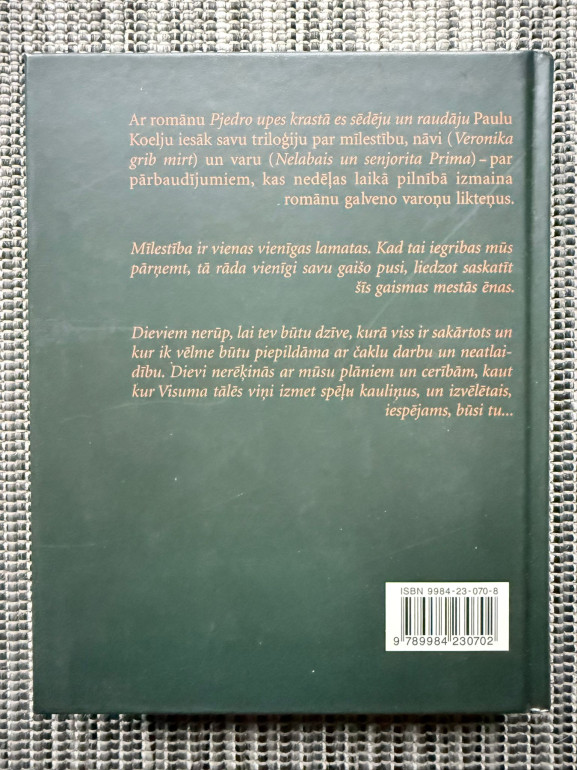 Ar romānu Pjedro upes krastā es sēdēju un raudāju Paulu
Koelju iesāk savu triloģiju par mīlestību, nāvi (Veronika
grib mirt) un varu (Nelabais un senjorita Prima) – par
pārbaudījumiem, kas nedēļas laikā pilnībā izmaina
romānu galveno varoņu likteņus.
Mīlestība ir vienas vienīgas lamatas. Kad tai iegribas mūs
pārņemt, tā rāda vienīgi savu gaišo pusi, liedzot saskatīt
šīs gaismas mestās ēnas.
Dieviem nerūp, lai tev būtu dzīve, kurā viss ir sakārtots un
kur ik vēlme būtu piepildāma ar čaklu darbu un neatlai-
dību. Dievi nerēķinās ar mūsu plāniem un cerībām, kaut
kur Visuma tālēs viņi izmet spēļu kauliņus, un izvēlētais,
iespējams, būsi tu...
ISBN 9984-23-070-8
9 789984 230702